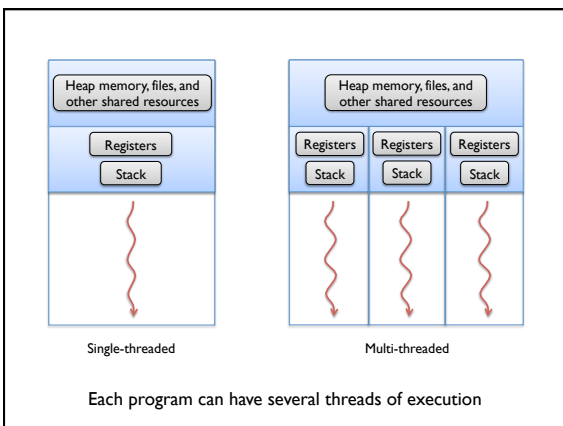 Heap memory, files, and
other shared resources
Registers
Stack
Single-threaded
Heap memory, files, and
other shared resources
Registers Registers Registers
Stack Stack Stack
Multi-threaded
Each program can have several threads of execution